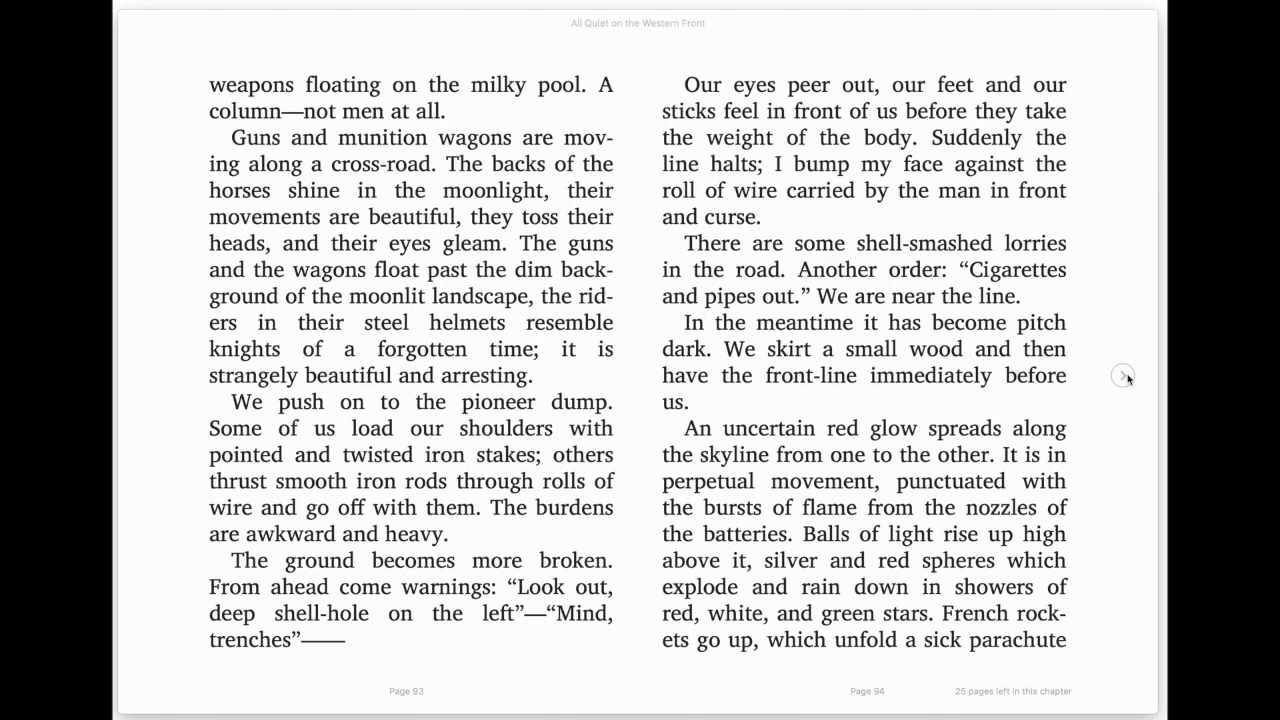 All Quiet on the Western Front
weapons floating on the milky pool. A
column—not men at all.
Guns and munition wagons are mov-
ing along a cross-road. The backs of the
horses shine in the moonlight, their
movements are beautiful, they toss their
heads, and their eyes gleam. The guns
and the wagons float past the dim back-
ground of the moonlit landscape, the rid-
ers in their steel helmets resemble
knights of a forgotten time; it is
strangely beautiful and arresting.
We push on to the pioneer dump.
Some of us load our shoulders with
pointed and twisted iron stakes; others
thrust smooth iron rods through rolls of
wire and go off with them. The burdens
are awkward and heavy.
The ground becomes more broken.
From ahead come warnings: “Look out,
deep shell-hole on the left”—“Mind,
trenches”——
Page 93
Our eyes peer out, our feet and our
sticks feel in front of us before they take
the weight of the body. Suddenly the
line halts; I bump my face against the
roll of wire carried by the man in front
and curse.
There are some shell-smashed lorries
in the road. Another order: “Cigarettes
and pipes out.” We are near the line.
In the meantime it has become pitch
dark. We skirt a small wood and then
have the front-line immediately before
us.
An uncertain red glow spreads along
the skyline from one to the other. It is in
perpetual movement, punctuated with
the bursts of flame from the nozzles of
the batteries. Balls of light rise up high
above it, silver and red spheres which
explode and rain down in showers of
red, white, and green stars. French rock-
ets go up, which unfold a sick parachute
Page 94
25 pages left in this chapter